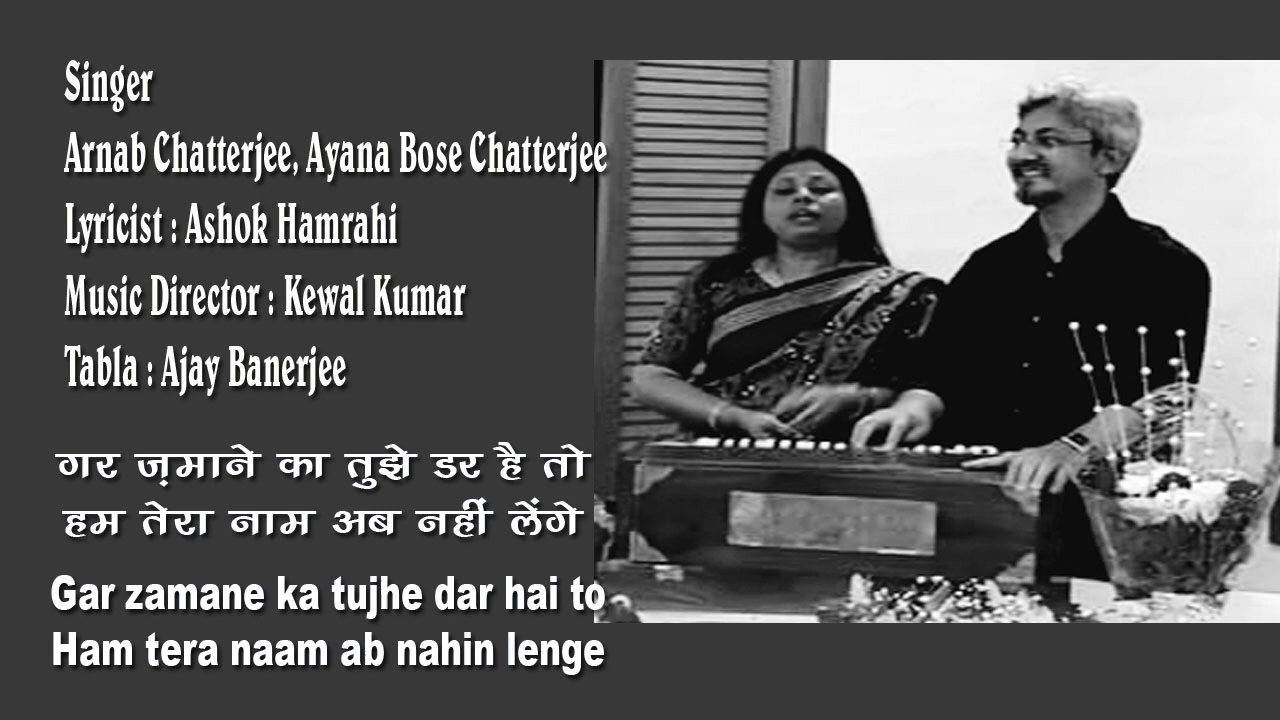 Singer
Arnab Chatterjee, Ayana Bose Chatterjee
Lyricist : Ashok Hamrahi
Music Director : Kewal Kumar
Tabla : Ajay Banerjee
गर ज़माने का तुझे डर है तो
हम तेरा नाम अब नहीं लेंगे
Gar zamane ka tujhe dar hai to
Ham tera naam ab nahin lenge